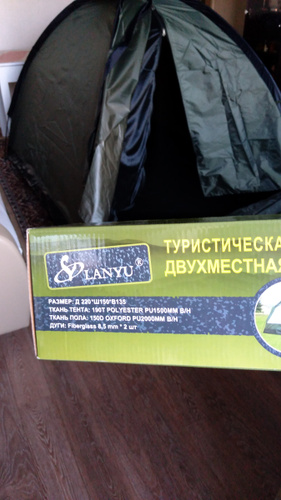 LANYU®
ТУРИСТИЧЕСКА
ДВУХМЕСТНАЯ
РАЗМЕР: Д 220*Ш150*В135
ТКАНЬ ТЕНТА: 190T POLYESTER PU1500MM В/Н
ТКАНЬ ПОЛА: 150D OXFORD PU2000MM В/Н
ДУГИ: Fiberglass 8,5 mm * 2 шт